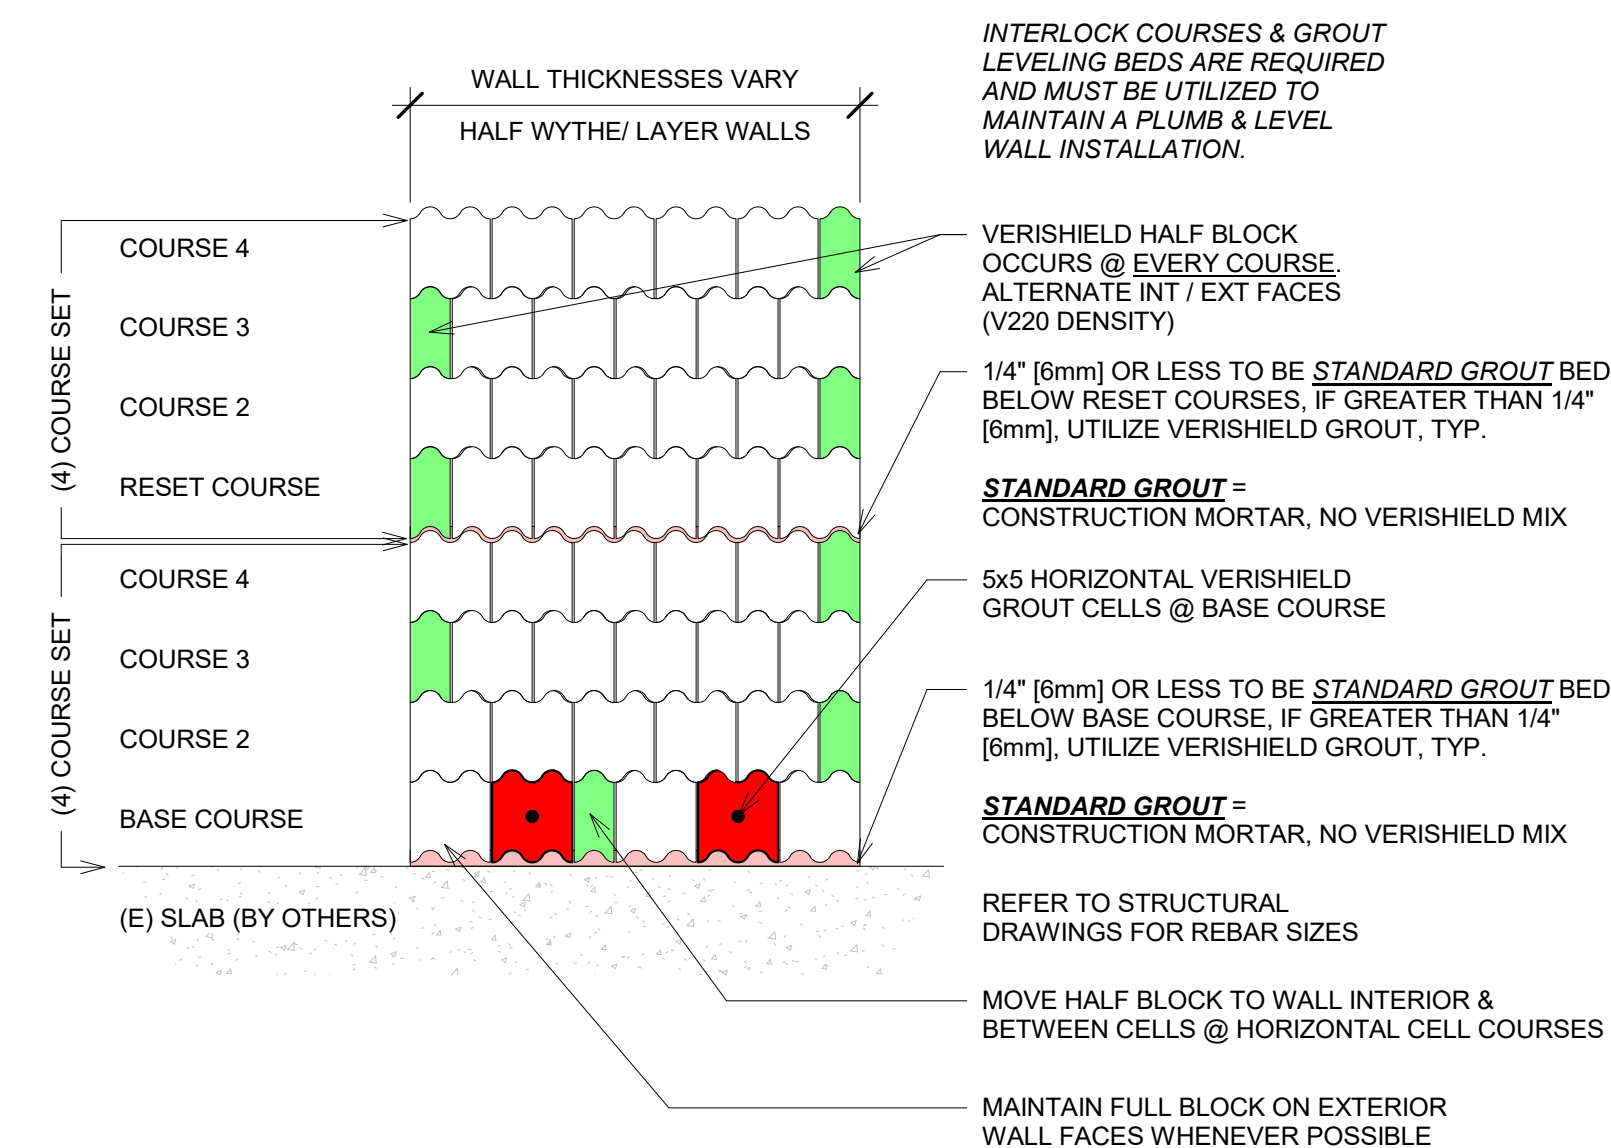 INTERLOCK COURSES & GROUT
LEVELING BEDS ARE REQUIRED
AND MUST BE UTILIZED TO
MAINTAIN A PLUMB & LEVEL
WALL INSTALLATION.
WALL THICKNESSES VARY
HALF WYTHE/ LAYER WALLS
(4) COURSE SET
COURSE 4
COURSE 3
COURSE 2
RESET COURSE
(4) COURSE SET
COURSE 4
COURSE 3
COURSE 2
BASE COURSE
(E) SLAB (BY OTHERS)
VERISHIELD HALF BLOCK
OCCURS @ EVERY COURSE.
ALTERNATE INT / EXT FACES
(V220 DENSITY)
1/4" [6mm] OR LESS TO BE STANDARD GROUT BED
BELOW RESET COURSES, IF GREATER THAN 1/4"
[6mm], UTILIZE VERISHIELD GROUT, TYP.
STANDARD GROUT =
CONSTRUCTION MORTAR, NO VERISHIELD MIX
5x5 HORIZONTAL VERISHIELD
GROUT CELLS @ BASE COURSE
1/4" [6mm] OR LESS TO BE STANDARD GROUT BED
BELOW BASE COURSE, IF GREATER THAN 1/4"
[6mm], UTILIZE VERISHIELD GROUT, TYP.
STANDARD GROUT =
CONSTRUCTION MORTAR, NO VERISHIELD MIX
REFER TO STRUCTURAL
DRAWINGS FOR REBAR SIZES
MOVE HALF BLOCK TO WALL INTERIOR &
BETWEEN CELLS @ HORIZONTAL CELL COURSES
MAINTAIN FULL BLOCK ON EXTERIOR
WALL FACES WHENEVER POSSIBLE